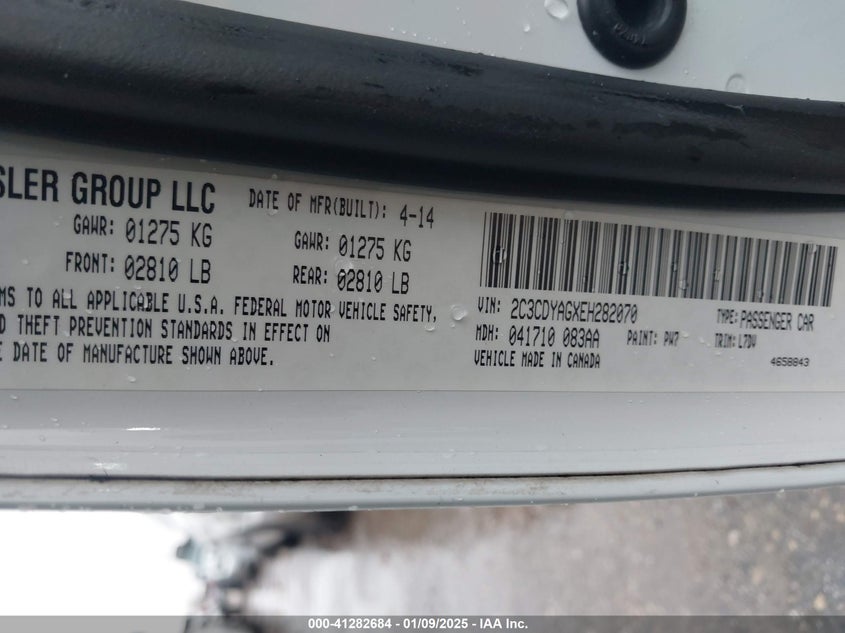 SLER GROUP LLC
DATE OF MFR(BUILT): 4-14
GAWR: 01275 KG
GAWR: 01275 KG
FRONT: 02810 LB
REAR: 02810 LB
MS TO ALL APPLICABLE U.S.A. FEDERAL MOTOR VEHICLE SAFETY,
D THEFT PREVENTION STANDARDS IN EFFECT ON
E DATE OF MANUFACTURE SHOWN ABOVE.
VIN: 2C3CDYAGXEH282070
TYPE: PASSENGER CAR
MDH: 041710 083AA
PAINT: PW7
TRIM: L7DV
VEHICLE MADE IN CANADA
4658843
000-41282684 - 01/09/2025 - IAA Inc.